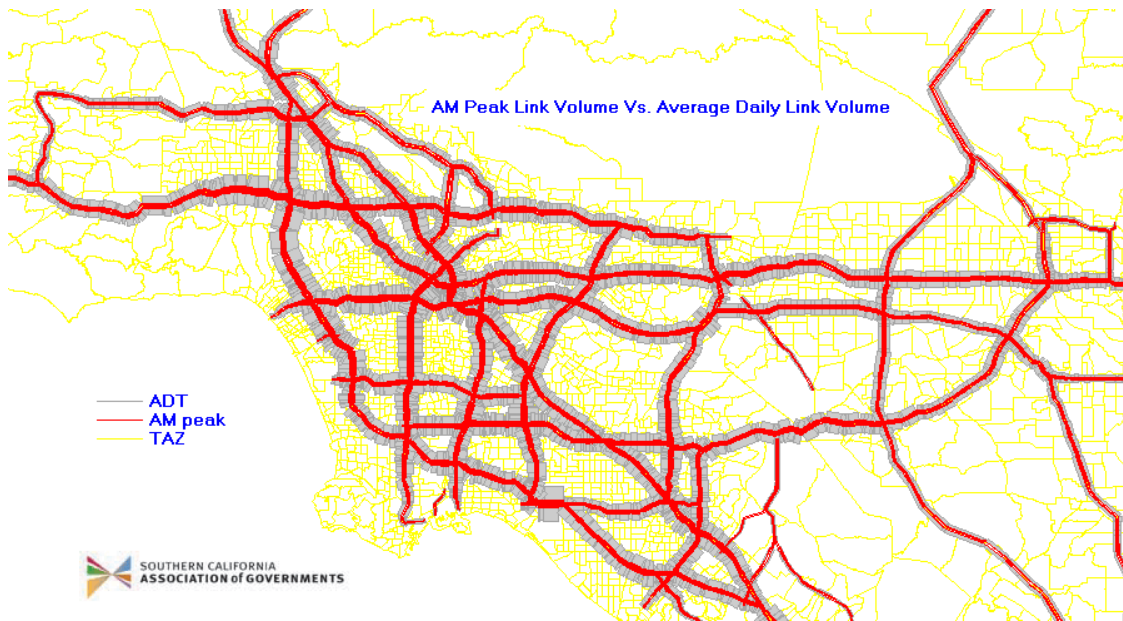 AM Peak Link Volume Vs. Average Daily Link Volume
ADT
AM peak
TAZ
SOUTHERN CALIFORNIA
ASSOCIATION of GOVERNMENTS